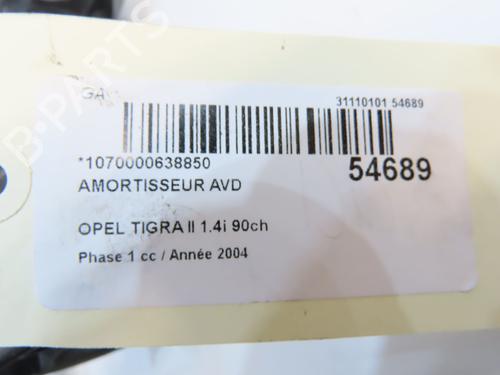 GA
31110101 54689
*1070000638850
54689
AMORTISSEUR AVD
OPEL TIGRA II 1.4i 90ch
Phase 1 cc / Année 2004
B-PARTS